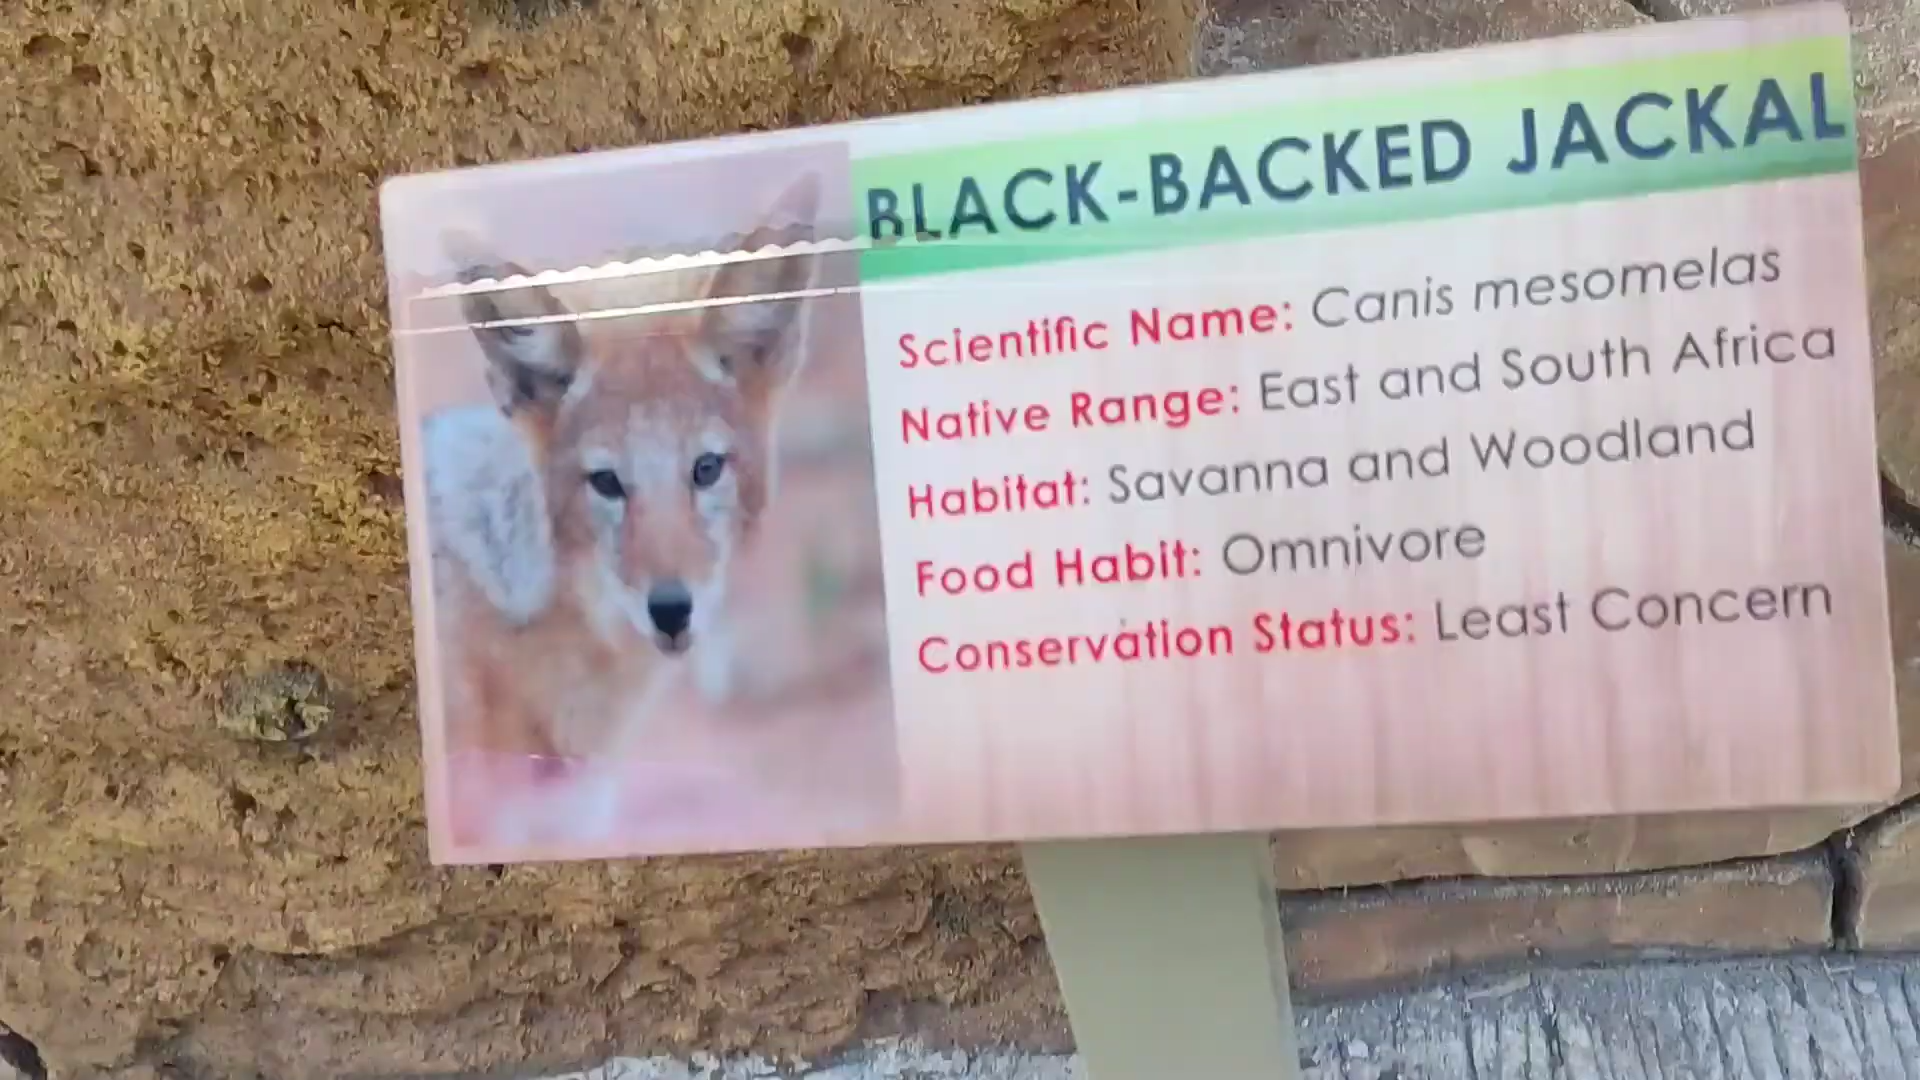 BLACK-BACKED JACKAL
Scientific Name: Canis mesomelas
Native Range: East and South Africa
Habitat: Savanna and Woodland
Food Habit: Omnivore
Conservation Status: Least Concern